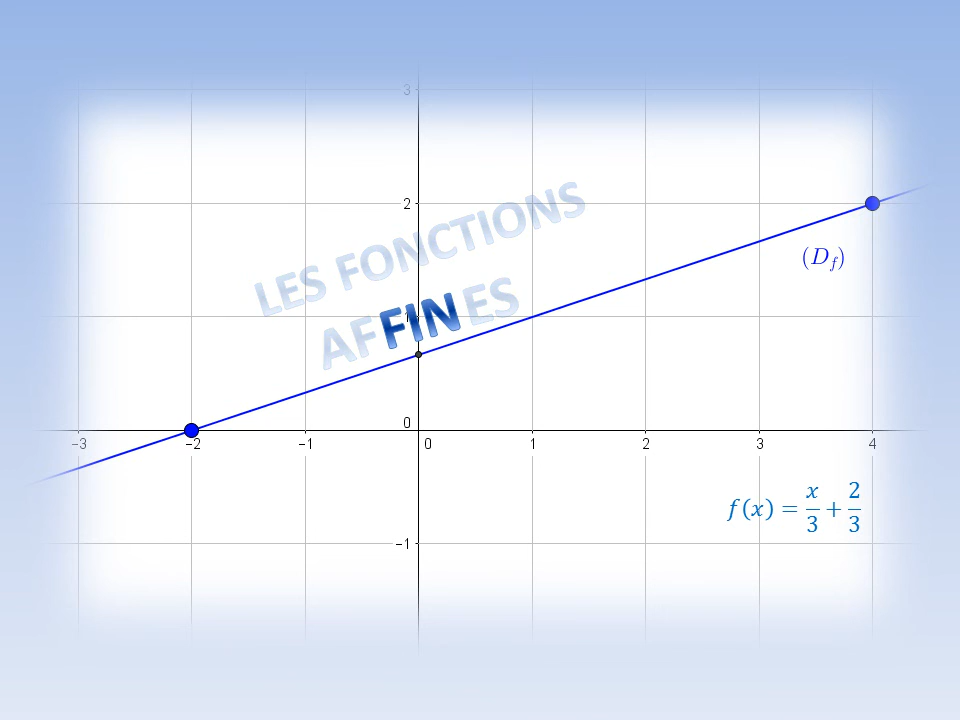 3
2
LES FONCTIONS
(D_f)
AFFINES
1
0
−3 −2 −1 0 1 2 3 4
f(x) = x/3 + 2/3
−1